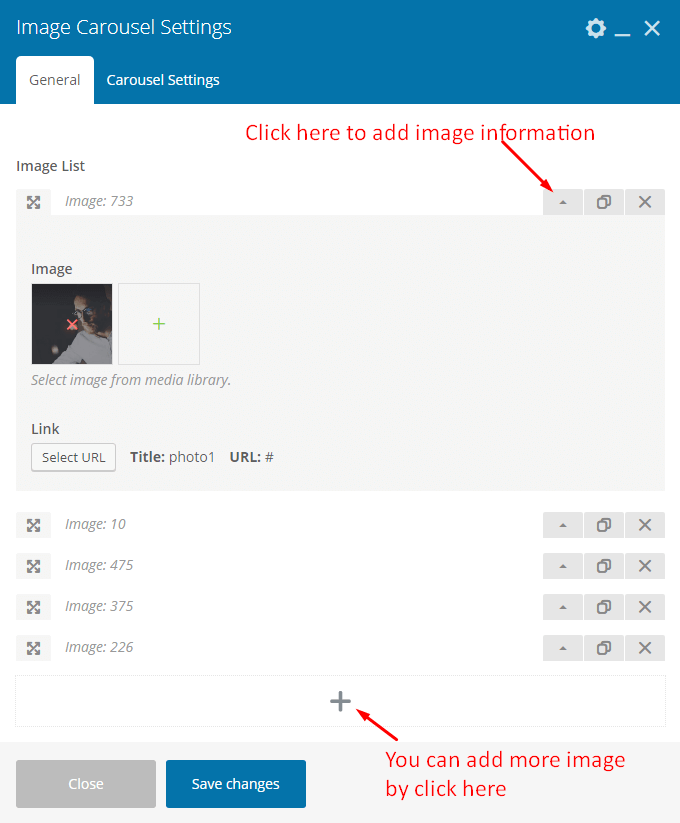 Image Carousel Settings
General
Carousel Settings
Click here to add image information
Image List
Image: 733
Image
Select image from media library.
Link
Select URL Title: photo1 URL: #
Image: 10
Image: 475
Image: 375
Image: 226
You can add more image
by click here
Close
Save changes